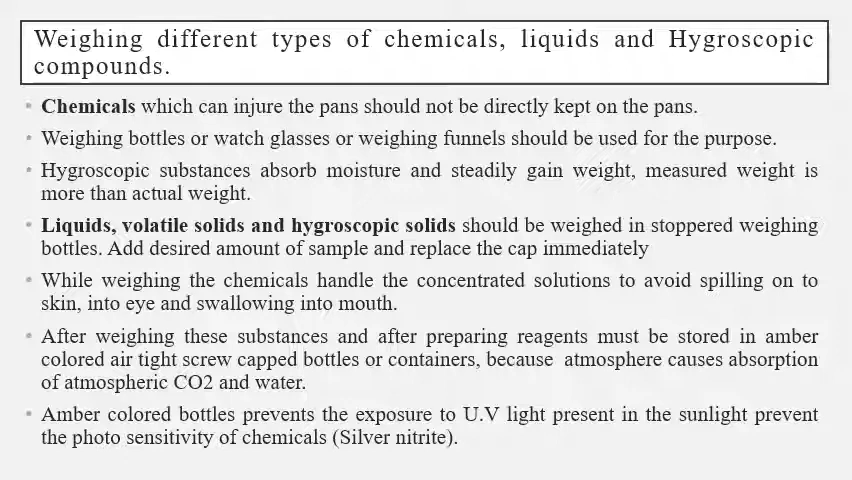 Weighing different types of chemicals, liquids and Hygroscopic
compounds.
• Chemicals which can injure the pans should not be directly kept on the pans.
• Weighing bottles or watch glasses or weighing funnels should be used for the purpose.
• Hygroscopic substances absorb moisture and steadily gain weight, measured weight is
more than actual weight.
• Liquids, volatile solids and hygroscopic solids should be weighed in stoppered weighing
bottles. Add desired amount of sample and replace the cap immediately
• While weighing the chemicals handle the concentrated solutions to avoid spilling on to
skin, into eye and swallowing into mouth.
• After weighing these substances and after preparing reagents must be stored in amber
colored air tight screw capped bottles or containers, because atmosphere causes absorption
of atmospheric CO2 and water.
• Amber colored bottles prevents the exposure to U.V light present in the sunlight prevent
the photo sensitivity of chemicals (Silver nitrite).